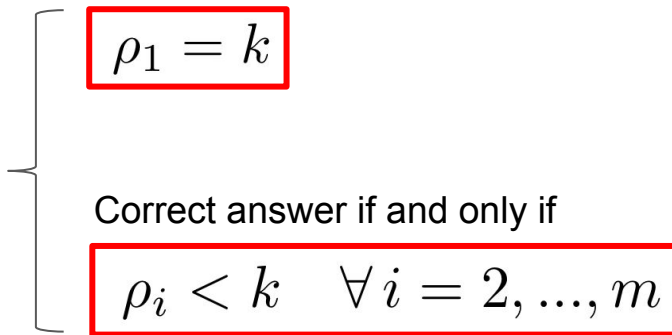 ρ₁ = k
Correct answer if and only if
ρᵢ < k ∀ i = 2, ..., m